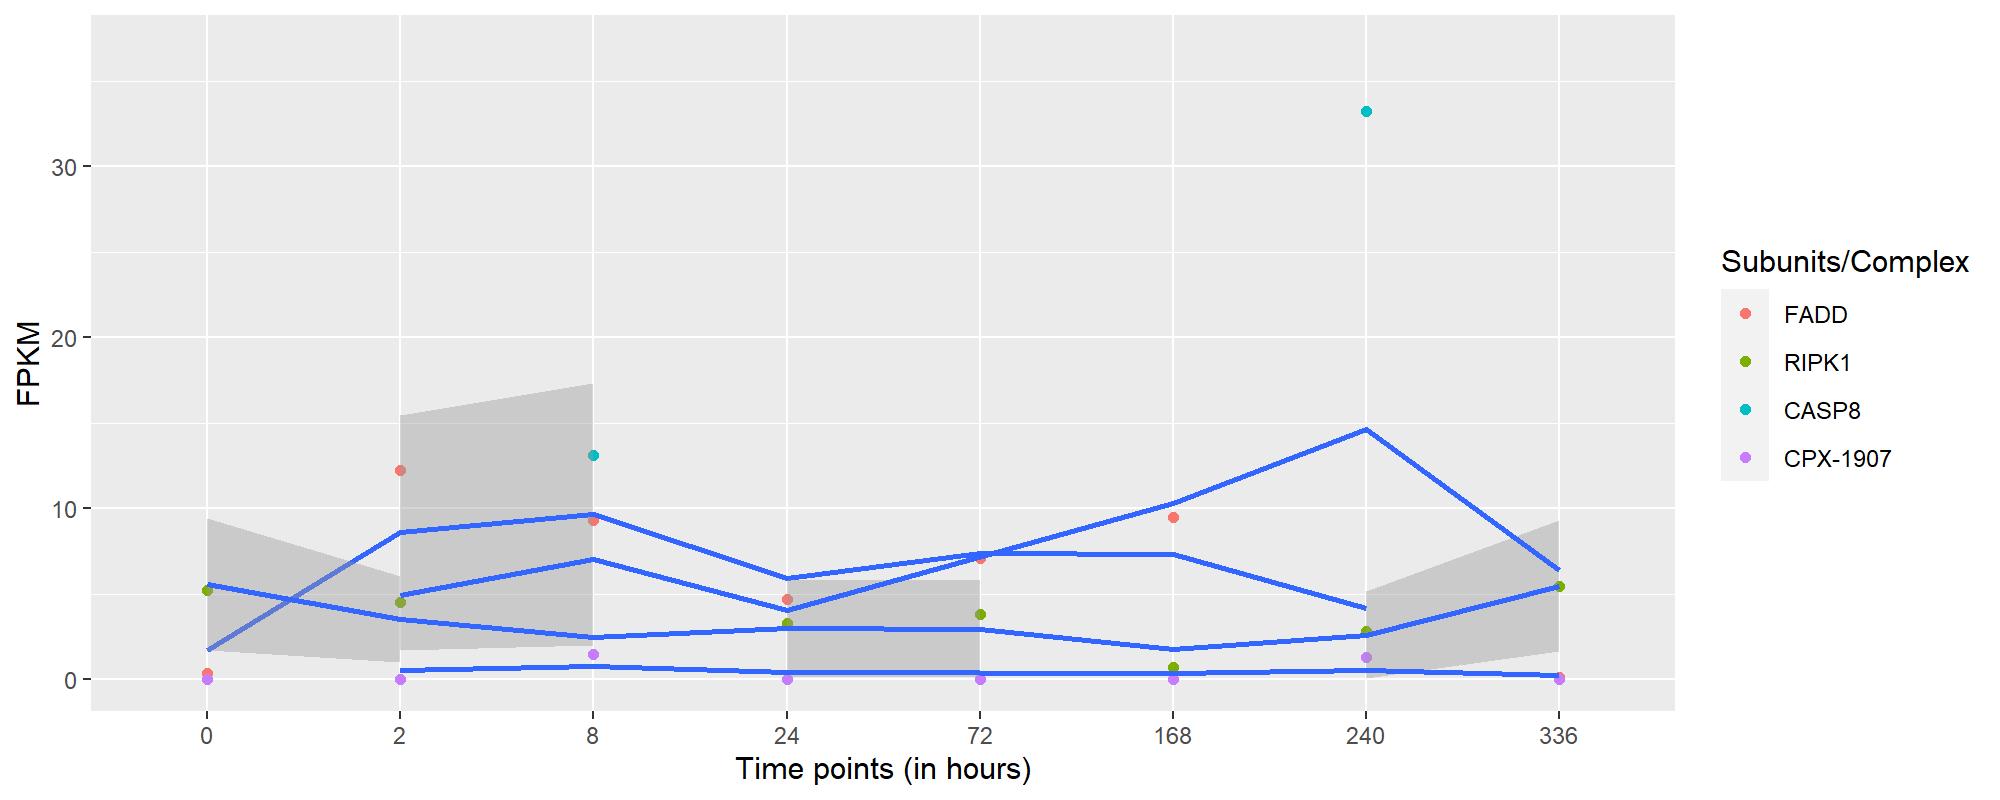 30
20
10
0
FPKM
0 2 8 24 72 168 240 336
Time points (in hours)
Subunits/Complex
FADD
RIPK1
CASP8
CPX-1907